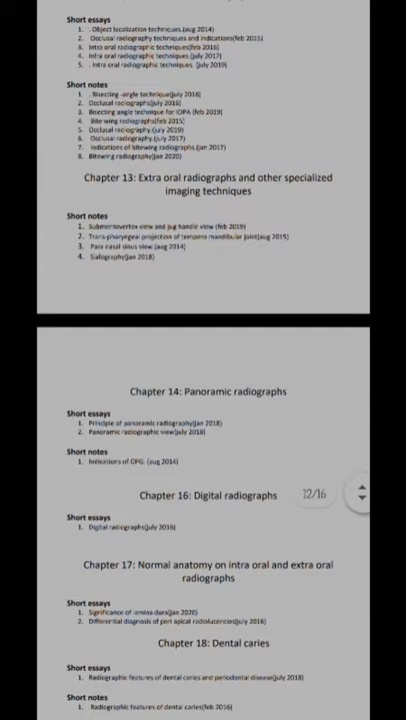 Short essays
1. . Object localization techniques.(aug 2014)
2. Occlusal radiography techniques and indications(feb 2015)
3. Intra oral radiographic techniques(feb 2016)
4. Intra oral radiographic techniques (july 2017)
5. . Intra oral radiographic techniques. (july 2019)
Short notes
1. . Bisecting -angle technique(july 2016)
2. Occlusal radiographs(july 2016)
3. Bisecting angle technique for IOPA (feb 2019)
4. Bite wing radiographs(feb 2015)
5. Occlusal radiography.(july 2019)
6. Occlusal radiography.(july 2017)
7. Indications of bitewing radiographs.(jan 2017)
8. Bitewing radiography(jan 2020)
Chapter 13: Extra oral radiographs and other specialized
imaging techniques
Short notes
1. Submentovertex view and jug handle view (feb 2019)
2. Trans-pharyngeal projection of temporo mandibular joint(aug 2015)
3. Para nasal sinus view (aug 2014)
4. Sialography(jan 2018)
Chapter 14: Panoramic radiographs
Short essays
1. Principle of panoramic radiography(jan 2018)
2. Panoramic radiographic view(july 2018)
Short notes
1. Indications of OPG. (aug 2014)
Chapter 16: Digital radiographs
12/16
Short essays
1. Digital radiographs(july 2016)
Chapter 17: Normal anatomy on intra oral and extra oral
radiographs
Short essays
1. Significance of lamina dura(jan 2020)
2. Differential diagnosis of peri apical radiolucencies(july 2016)
Chapter 18: Dental caries
Short essays
1. Radiographic features of dental caries and periodontal disease(july 2018)
Short notes
1. Radiographic features of dental caries(feb 2016)